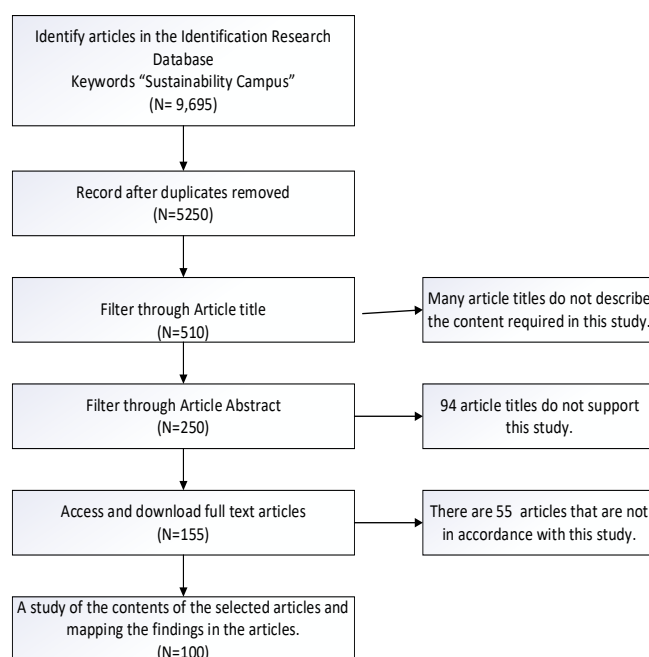 Identify articles in the Identification Research
Database
Keywords “Sustainability Campus”
(N= 9,695)
Record after duplicates removed
(N=5250)
Filter through Article title
(N=510)
Many article titles do not describe
the content required in this study.
Filter through Article Abstract
(N=250)
94 article titles do not support
this study.
Access and download full text articles
(N=155)
There are 55 articles that are not
in accordance with this study.
A study of the contents of the selected articles and
mapping the findings in the articles.
(N=100)